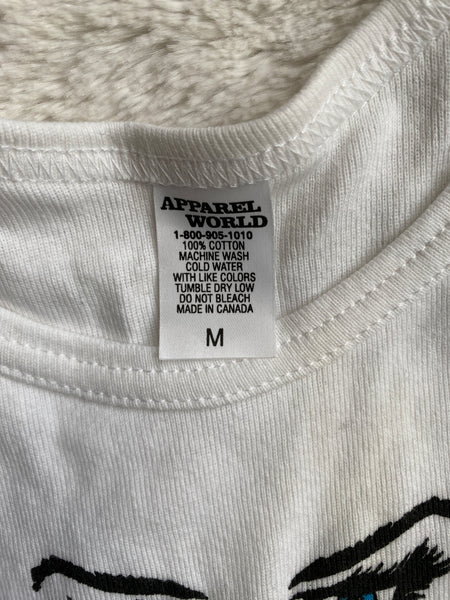 APPAREL
WORLD
1-800-905-1010
100% COTTON
MACHINE WASH
COLD WATER
WITH LIKE COLORS
TUMBLE DRY LOW
DO NOT BLEACH
MADE IN CANADA
M